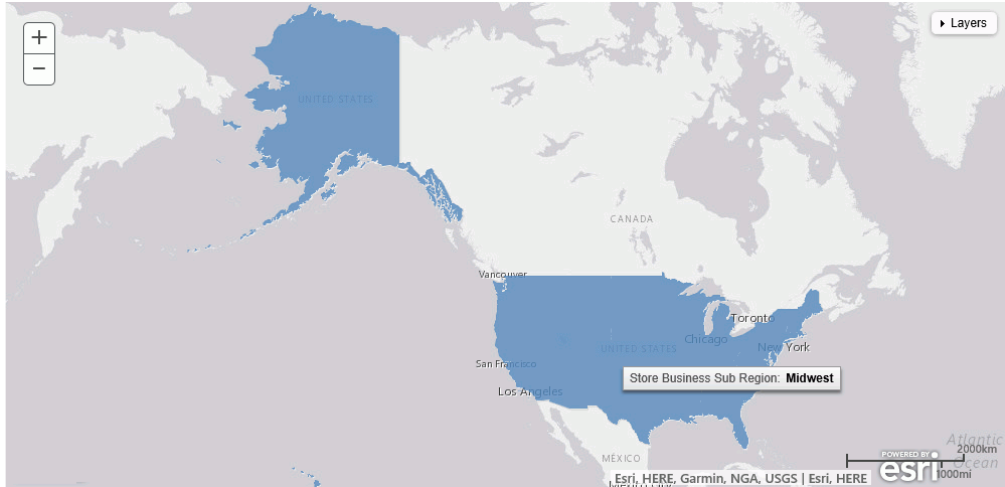 +
−
Layers
UNITED STATES
CANADA
Vancouver
Toronto
Chicago
New York
UNITED STATES
San Francisco
Los Angeles
Store Business Sub Region: Midwest
MÉXICO
Atlantic
Ocean
2000km
1000mi
POWERED BY
esri
Esri, HERE, Garmin, NGA, USGS | Esri, HERE